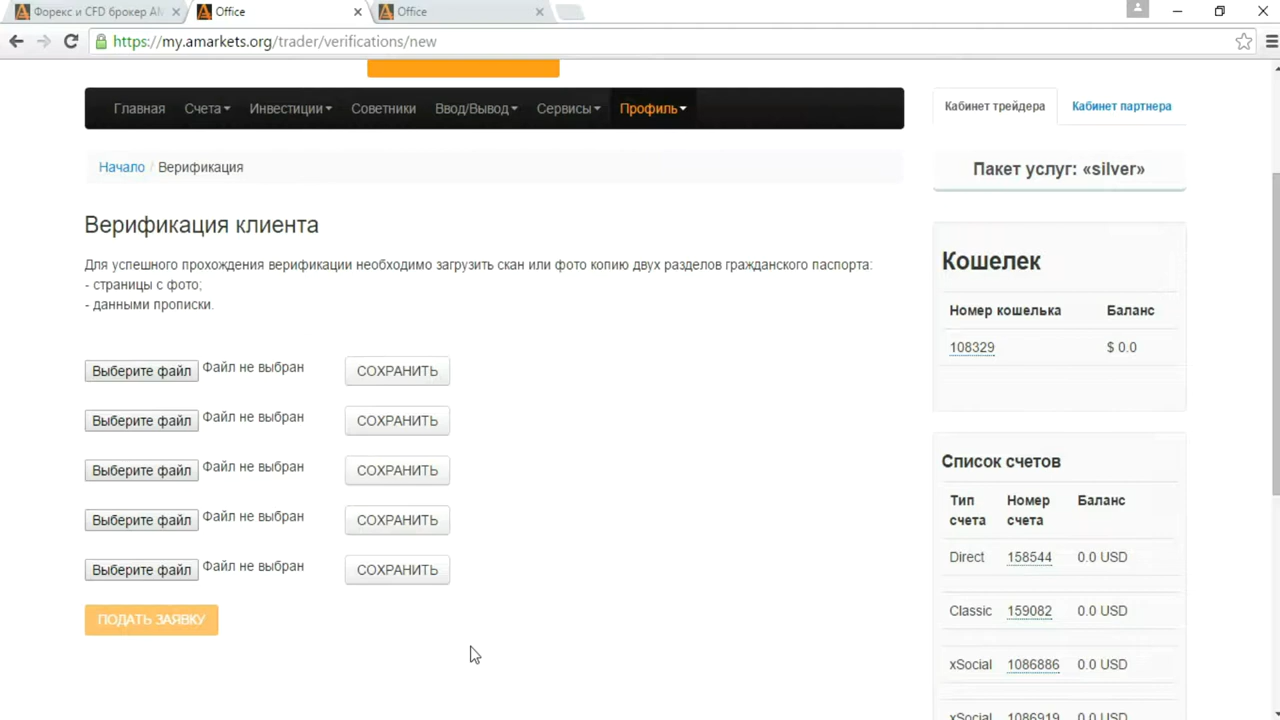 Форекс и CFD брокер AM
Office
Office
https://my.amarkets.org/trader/verifications/new
Главная Счета Инвестиции Советники Ввод/Вывод Сервисы Профиль
Кабинет трейдера Кабинет партнера
Начало / Верификация
Пакет услуг: «silver»
Верификация клиента
Для успешного прохождения верификации необходимо загрузить скан или фото копию двух разделов гражданского паспорта:
- страницы с фото;
- данными прописки.
Выберите файл Файл не выбран СОХРАНИТЬ
Выберите файл Файл не выбран СОХРАНИТЬ
Выберите файл Файл не выбран СОХРАНИТЬ
Выберите файл Файл не выбран СОХРАНИТЬ
Выберите файл Файл не выбран СОХРАНИТЬ
ПОДАТЬ ЗАЯВКУ
Кошелек
Номер кошелька Баланс
108329 $ 0.0
Список счетов
Тип счета Номер счета Баланс
Direct 158544 0.0 USD
Classic 159082 0.0 USD
xSocial 1086886 0.0 USD
xSocial 1086919 0.0 USD